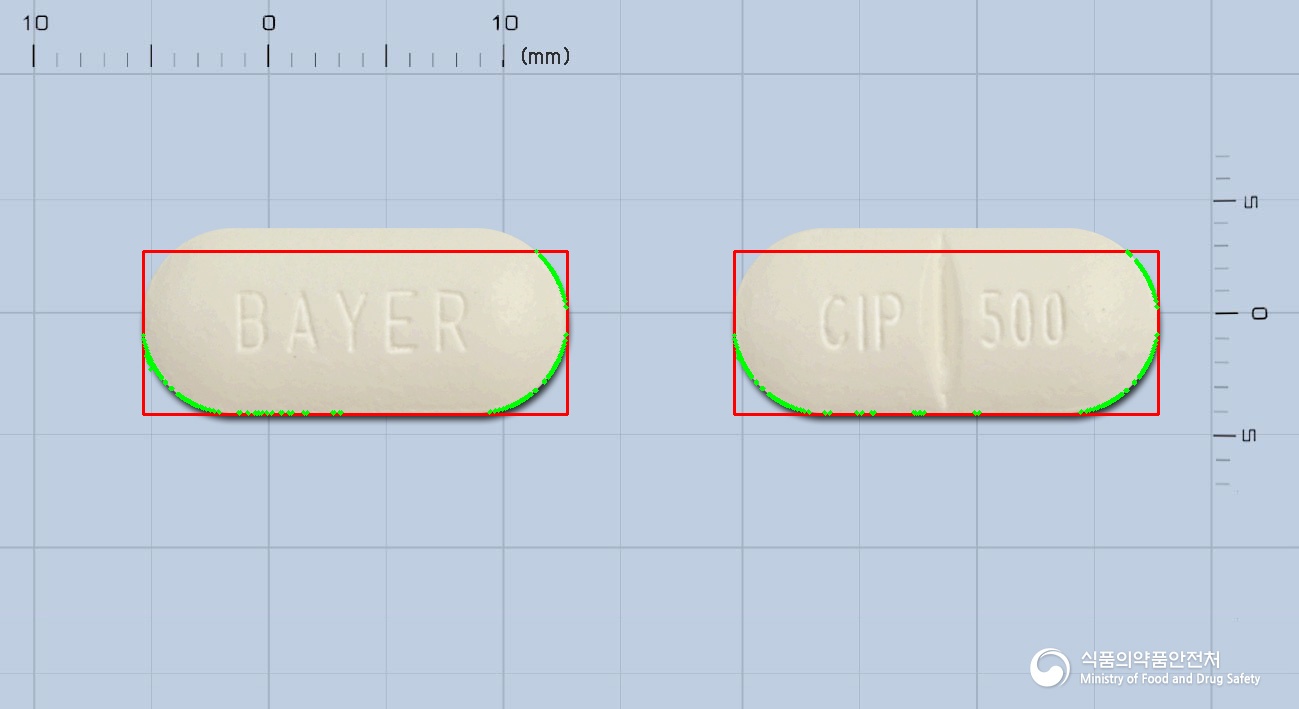 10 0 10
(mm)
BAYER
CIP 500
5
0
5
식품의약품안전처
Ministry of Food and Drug Safety